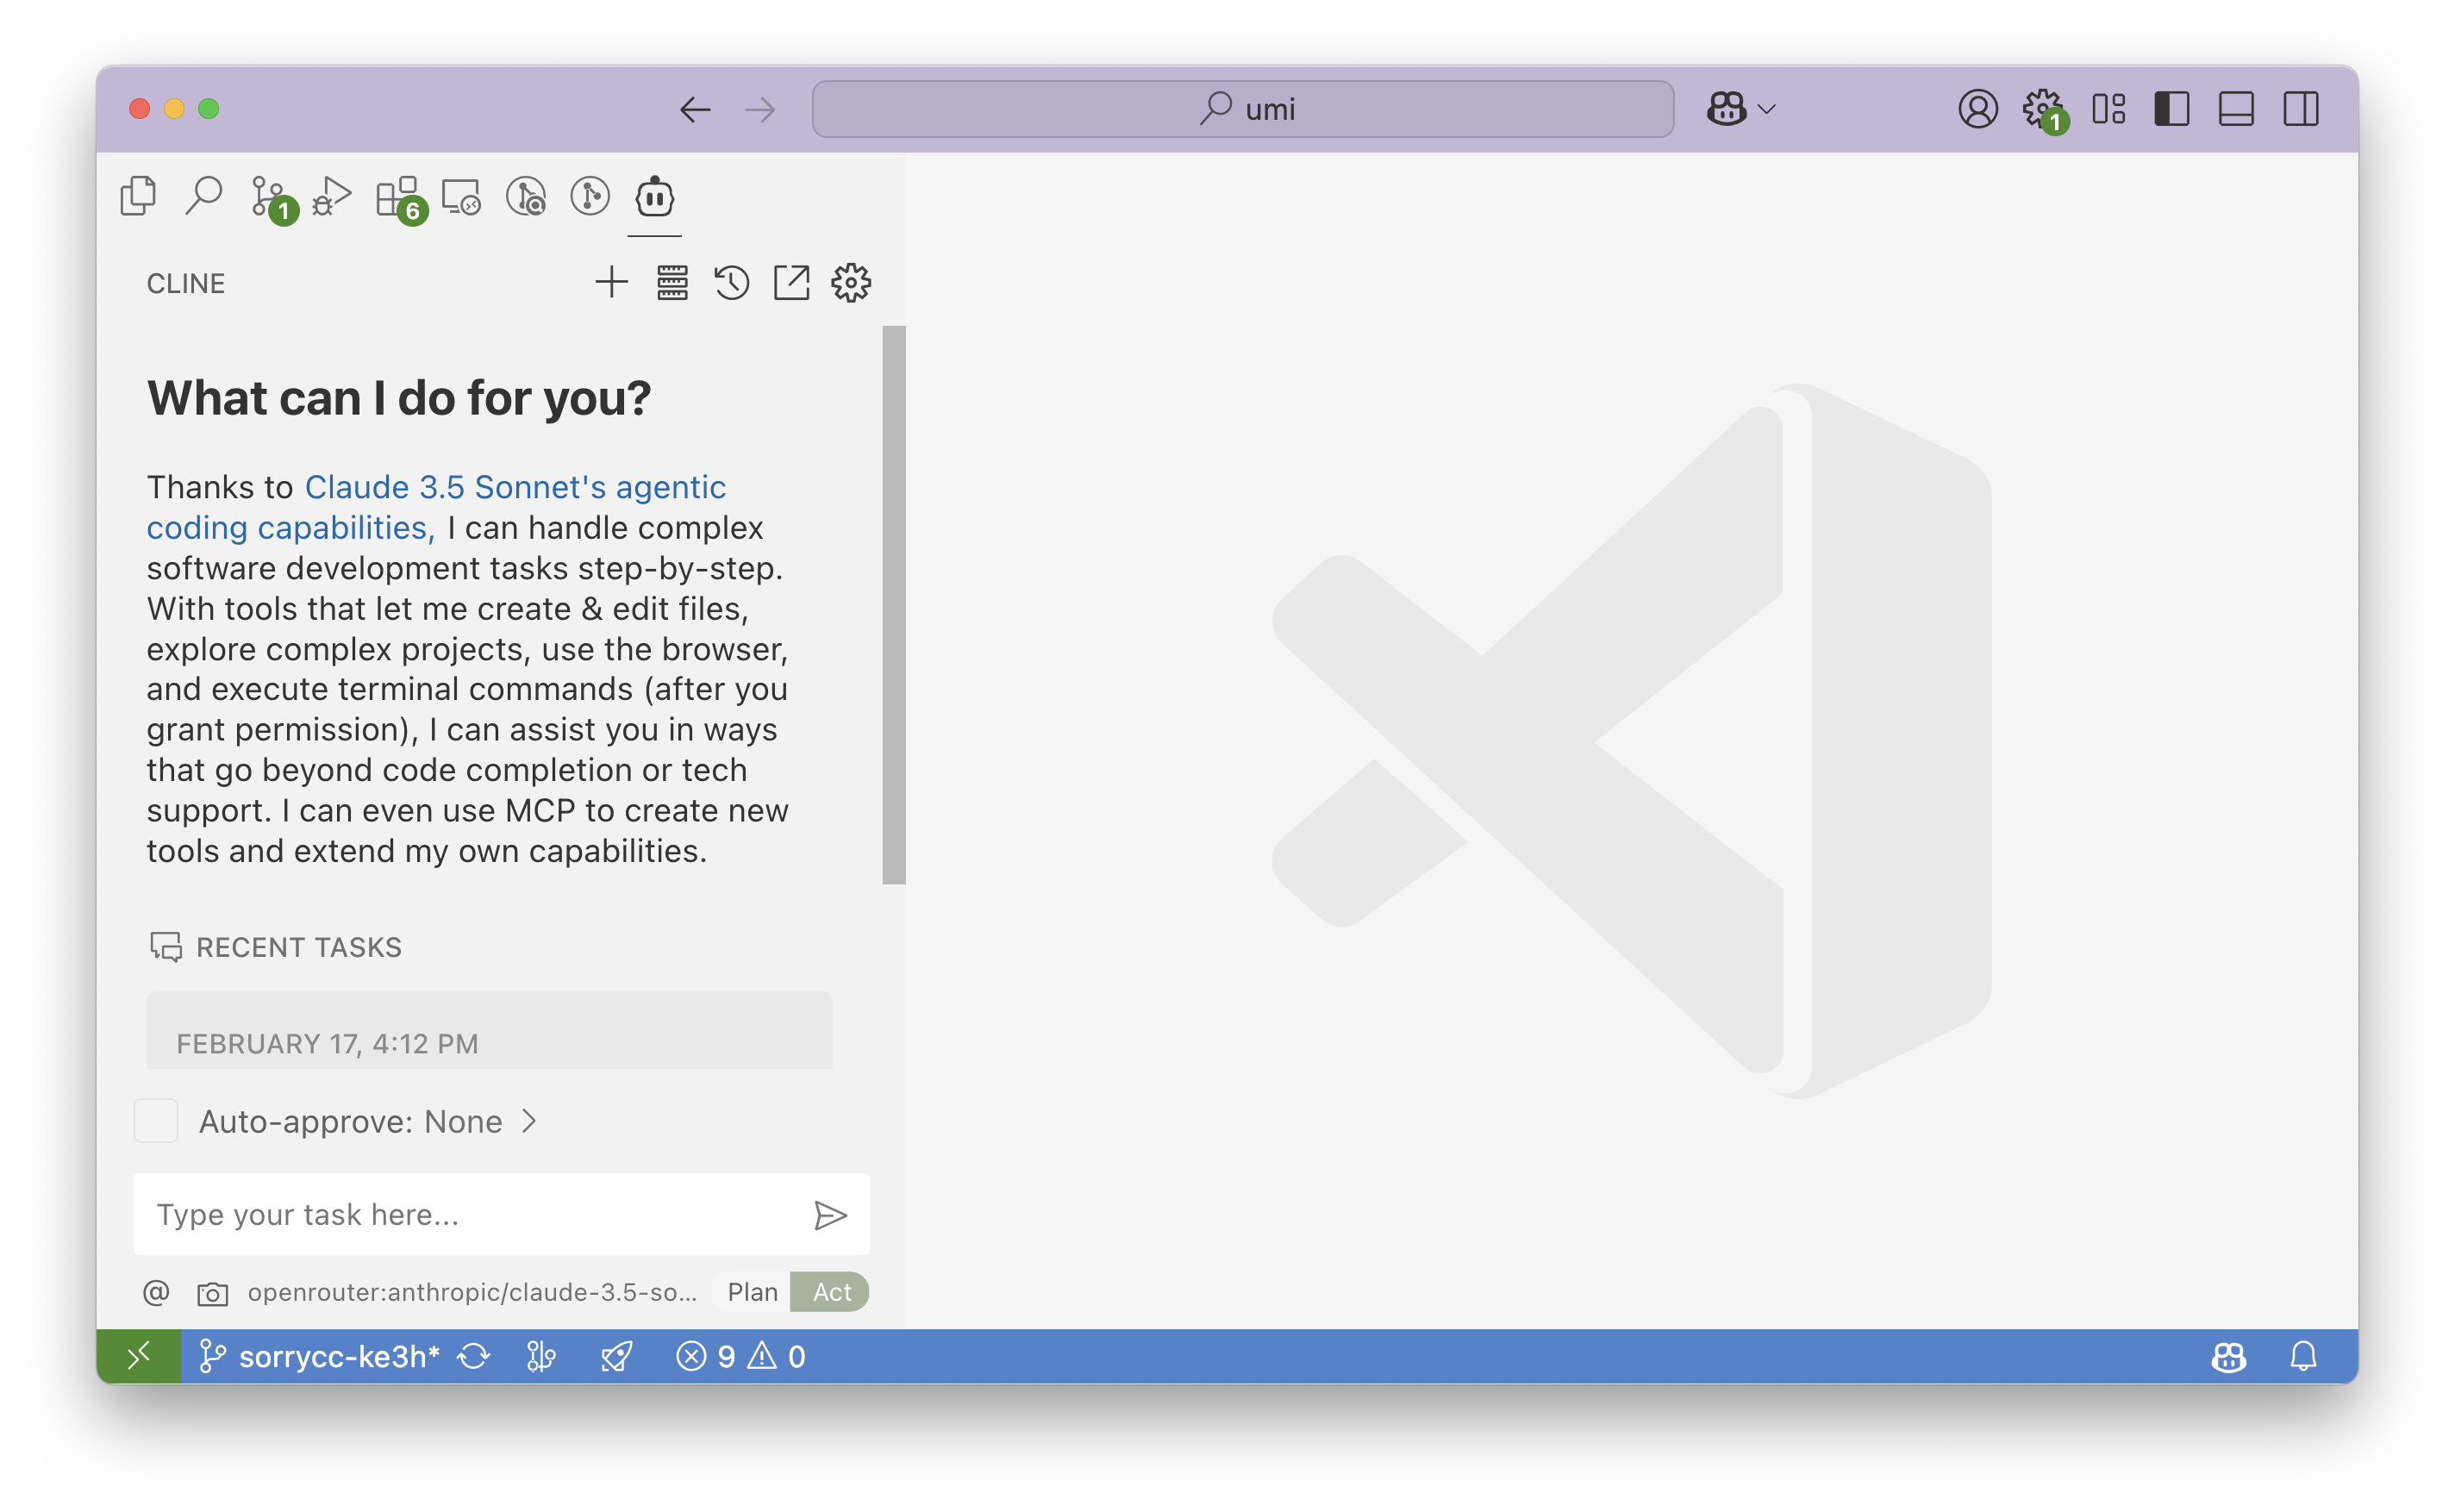 umi
1
1
6
CLINE
What can I do for you?
Thanks to Claude 3.5 Sonnet's agentic
coding capabilities, I can handle complex
software development tasks step-by-step.
With tools that let me create & edit files,
explore complex projects, use the browser,
and execute terminal commands (after you
grant permission), I can assist you in ways
that go beyond code completion or tech
support. I can even use MCP to create new
tools and extend my own capabilities.
RECENT TASKS
FEBRUARY 17, 4:12 PM
Auto-approve: None
Type your task here...
@ openrouter:anthropic/claude-3.5-so... Plan Act
sorrycc-ke3h* 9 0